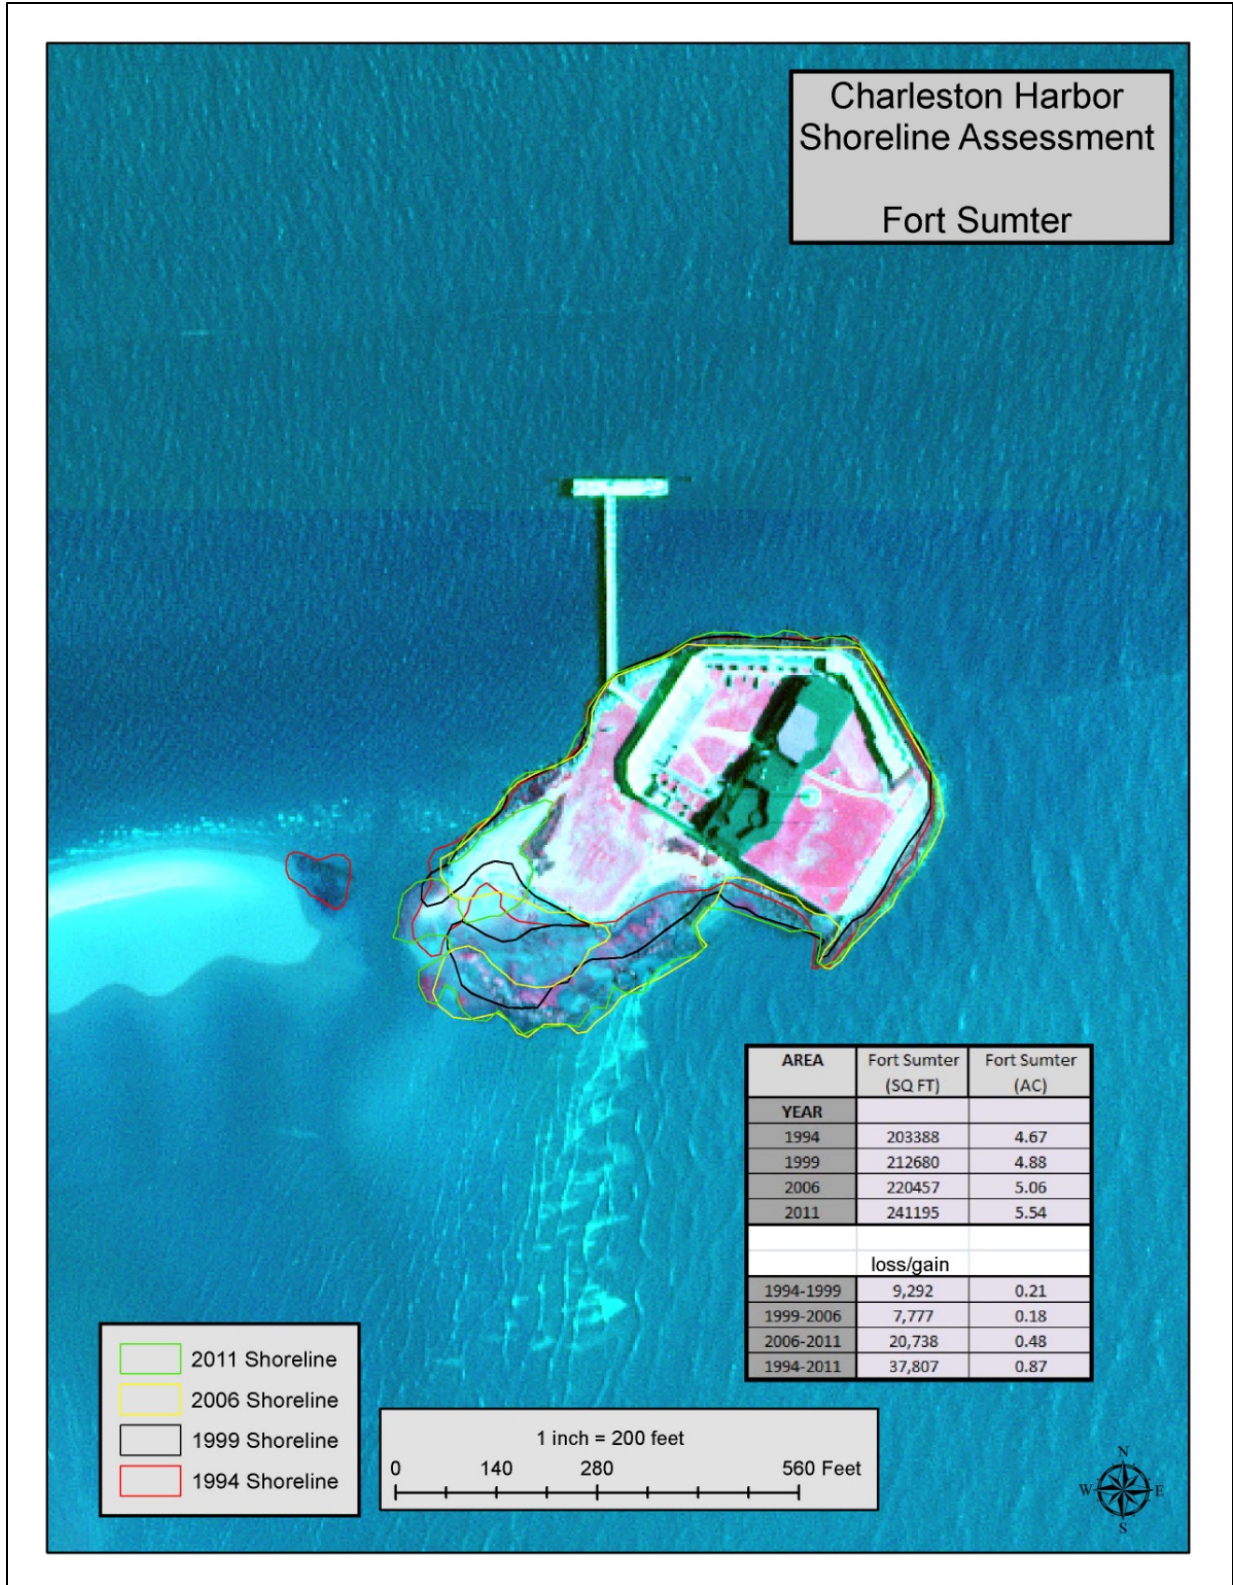 Charleston Harbor
Shoreline Assessment
Fort Sumter
AREA Fort Sumter (SQ FT) Fort Sumter (AC)
YEAR
1994 203388 4.67
1999 212680 4.88
2006 220457 5.06
2011 241195 5.54
loss/gain
1994-1999 9,292 0.21
1999-2006 7,777 0.18
2006-2011 20,738 0.48
1994-2011 37,807 0.87
2011 Shoreline
2006 Shoreline
1999 Shoreline
1994 Shoreline
1 inch = 200 feet
0 140 280 560 Feet
N
W E
S